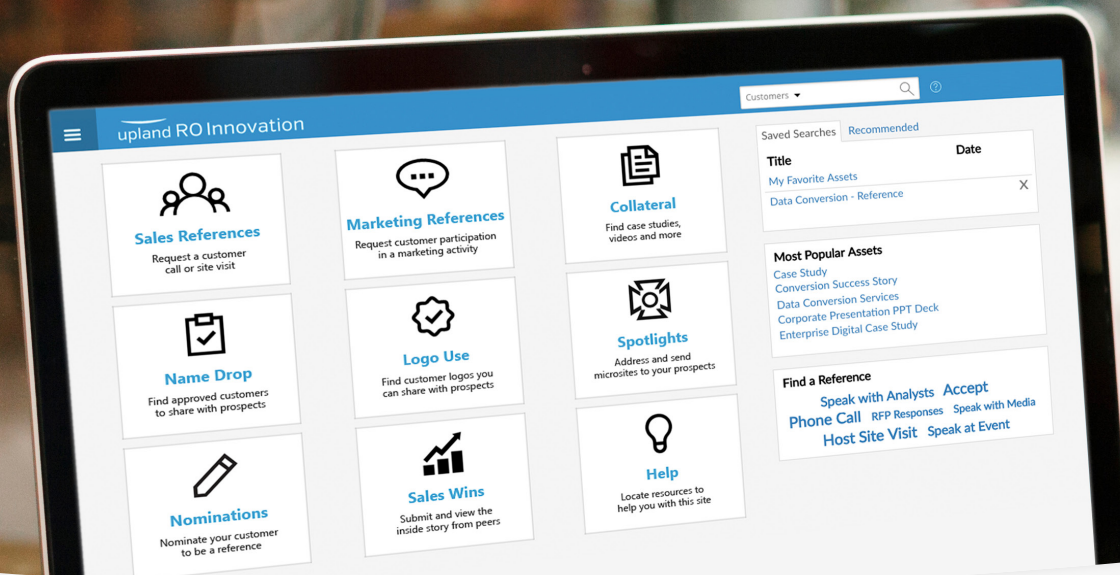 upland RO Innovation
Customers
?
Sales References
Request a customer
call or site visit
Marketing References
Request customer participation
in a marketing activity
Collateral
Find case studies,
videos and more
Name Drop
Find approved customers
to share with prospects
Logo Use
Find customer logos you
can share with prospects
Spotlights
Address and send
microsites to your prospects
Nominations
Nominate your customer
to be a reference
Sales Wins
Submit and view the
inside story from peers
Help
Locate resources to
help you with this site
Saved Searches Recommended
Title Date
My Favorite Assets
Data Conversion - Reference X
Most Popular Assets
Case Study
Conversion Success Story
Data Conversion Services
Corporate Presentation PPT Deck
Enterprise Digital Case Study
Find a Reference
Speak with Analysts Accept
Phone Call RFP Responses Speak with Media
Host Site Visit Speak at Event